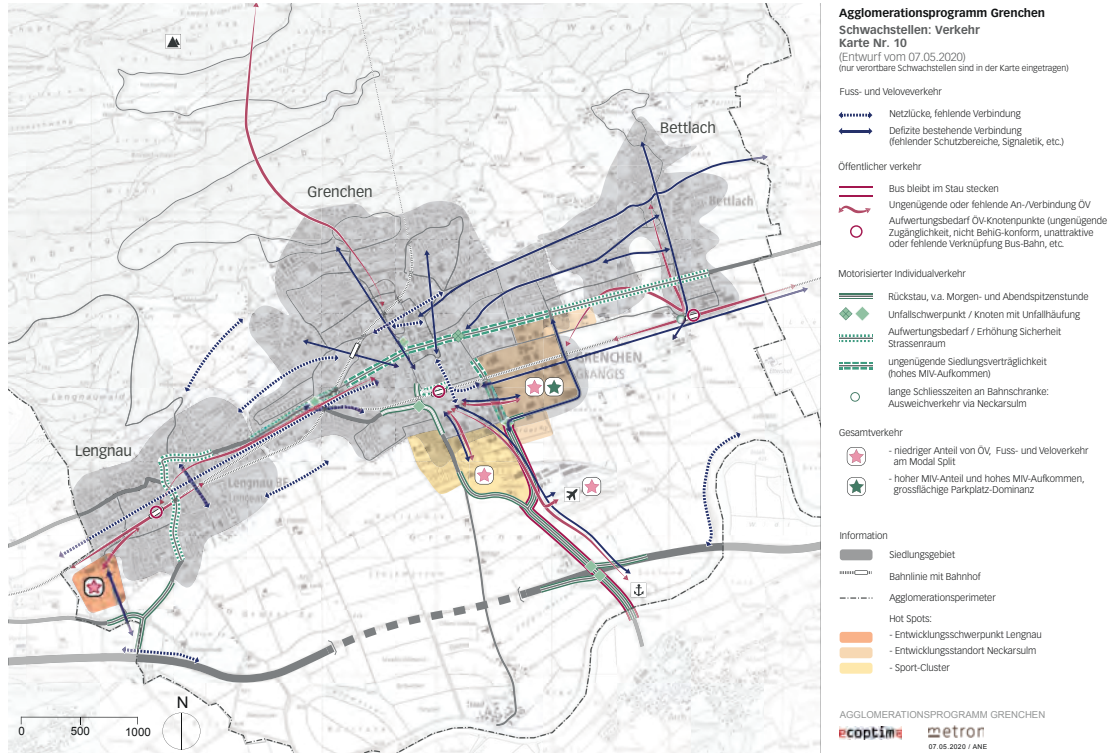 Agglomerationsprogramm Grenchen
Schwachstellen: Verkehr
Karte Nr. 10
(Entwurf vom 07.05.2020)
(nur verortbare Schwachstellen sind in der Karte eingetragen)
Fuss- und Veloverkehr
Netzlücke, fehlende Verbindung
Defizite bestehende Verbindung
(fehlender Schutzbereiche, Signaletik, etc.)
Öffentlicher verkehr
Bus bleibt im Stau stecken
Ungenügende oder fehlende An-/Verbindung ÖV
Aufwertungsbedarf ÖV-Knotenpunkte (ungenügende
Zugänglichkeit, nicht BehiG-konform, unattraktive
oder fehlende Verknüpfung Bus-Bahn, etc.
Motorisierter Individualverkehr
Rückstau, v.a. Morgen- und Abendspitzenstunde
Unfallschwerpunkt / Knoten mit Unfallhäufung
Aufwertungsbedarf / Erhöhung Sicherheit
Strassenraum
ungenügende Siedlungsverträglichkeit
(hohes MIV-Aufkommen)
lange Schliesszeiten an Bahnschranke:
Ausweichverkehr via Neckarsulm
Gesamtverkehr
- niedriger Anteil von ÖV, Fuss- und Veloverkehr
am Modal Split
- hoher MIV-Anteil und hohes MIV-Aufkommen,
grossflächige Parkplatz-Dominanz
Information
Siedlungsgebiet
Bahnlinie mit Bahnhof
Agglomerationsperimeter
Hot Spots:
- Entwicklungsschwerpunkt Lengnau
- Entwicklungsstandort Neckarsulm
- Sport-Cluster
AGGLOMERATIONSPROGRAMM GRENCHEN
ecoptima
metron
07.05.2020 / ANE
Bettlach
Grenchen
Bettlach
GRENCHEN
GRANGES
Lengnauwald
Lengnau
Lengnau BE
N
0 500 1000